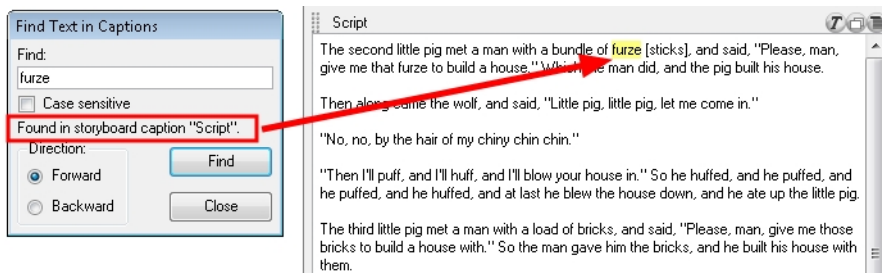 Find Text in Captions
Find:
furze
Case sensitive
Found in storyboard caption "Script".
Direction:
Forward
Backward
Find
Close
Script
The second little pig met a man with a bundle of furze [sticks], and said, "Please, man,
give me that furze to build a house." Which the man did, and the pig built his house.
Then along came the wolf, and said, "Little pig, little pig, let me come in."
"No, no, by the hair of my chiny chin chin."
"Then I'll puff, and I'll huff, and I'll blow your house in." So he huffed, and he puffed, and
he puffed, and he huffed, and at last he blew the house down, and he ate up the little pig.
The third little pig met a man with a load of bricks, and said, "Please, man, give me those
bricks to build a house with." So the man gave him the bricks, and he built his house with
them.